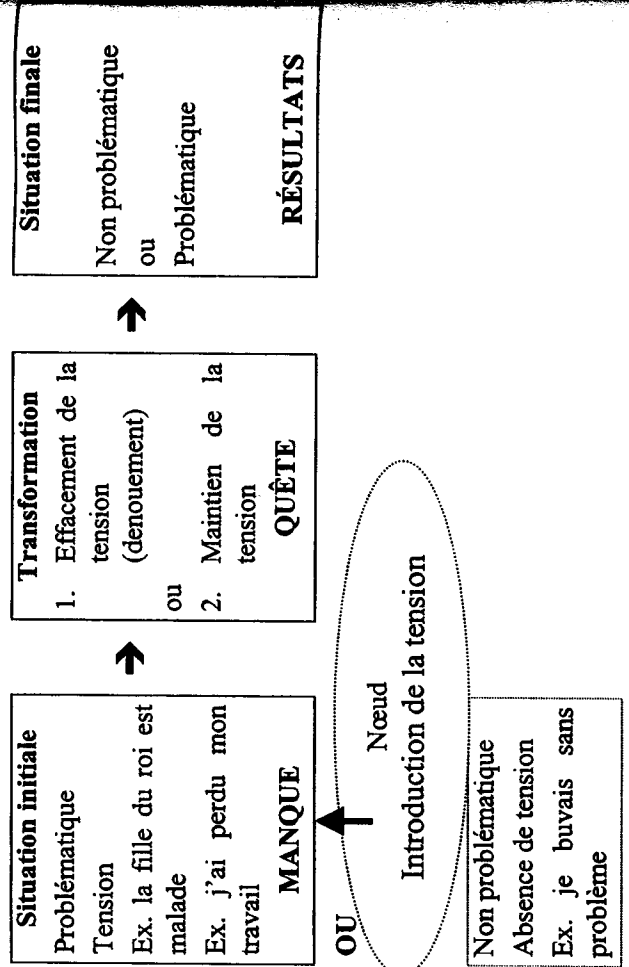 Situation initiale
Problématique
Tension
Ex. la fille du roi est
malade
Ex. j'ai perdu mon
travail
MANQUE
Transformation
1. Effacement de la
tension
(denouement)
ou
2. Maintien de la
tension
QUÊTE
Situation finale
Non problématique
ou
Problématique
RÉSULTATS
OU
Nœud
Introduction de la tension
Non problématique
Absence de tension
Ex. je buvais sans
problème